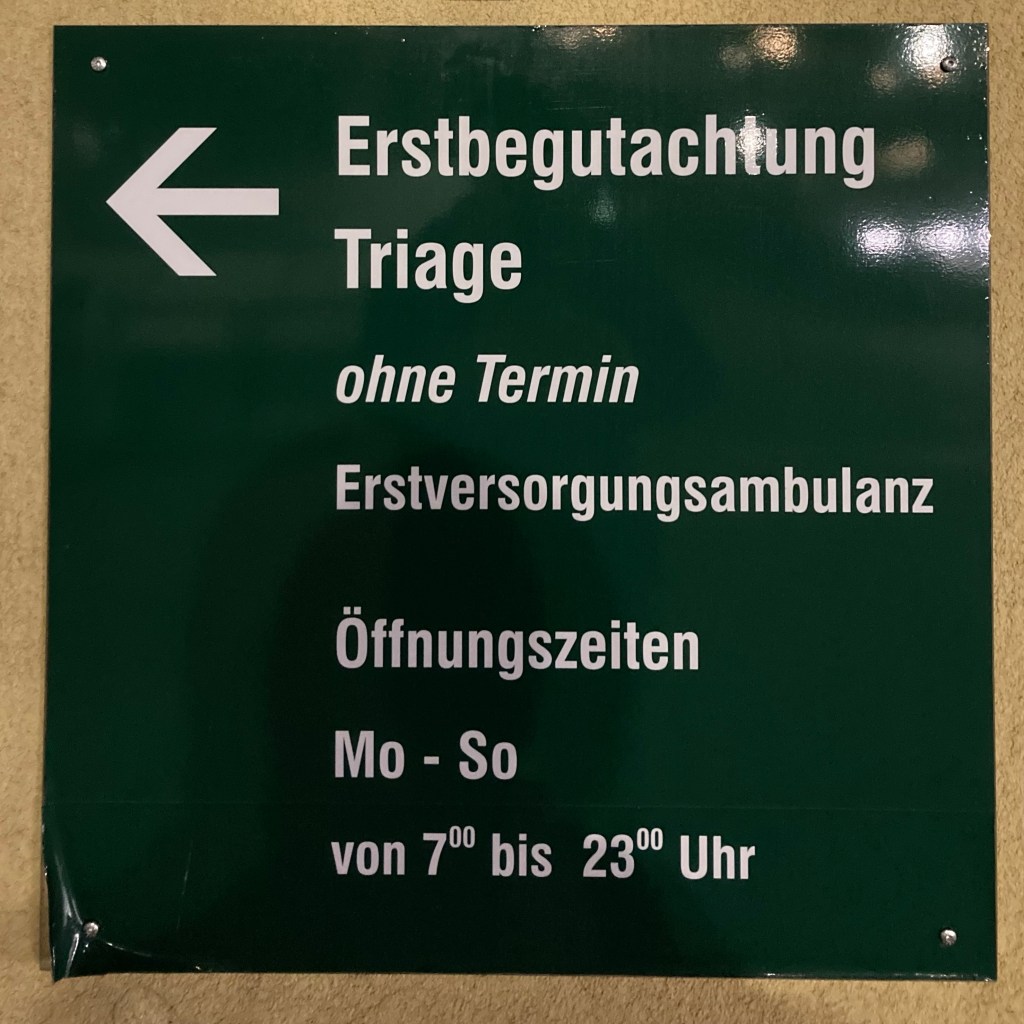 Erstbegutachtung
Triage
ohne Termin
Erstversorgungsambulanz
Öffnungszeiten
Mo - So
von 7⁰⁰ bis 23⁰⁰ Uhr